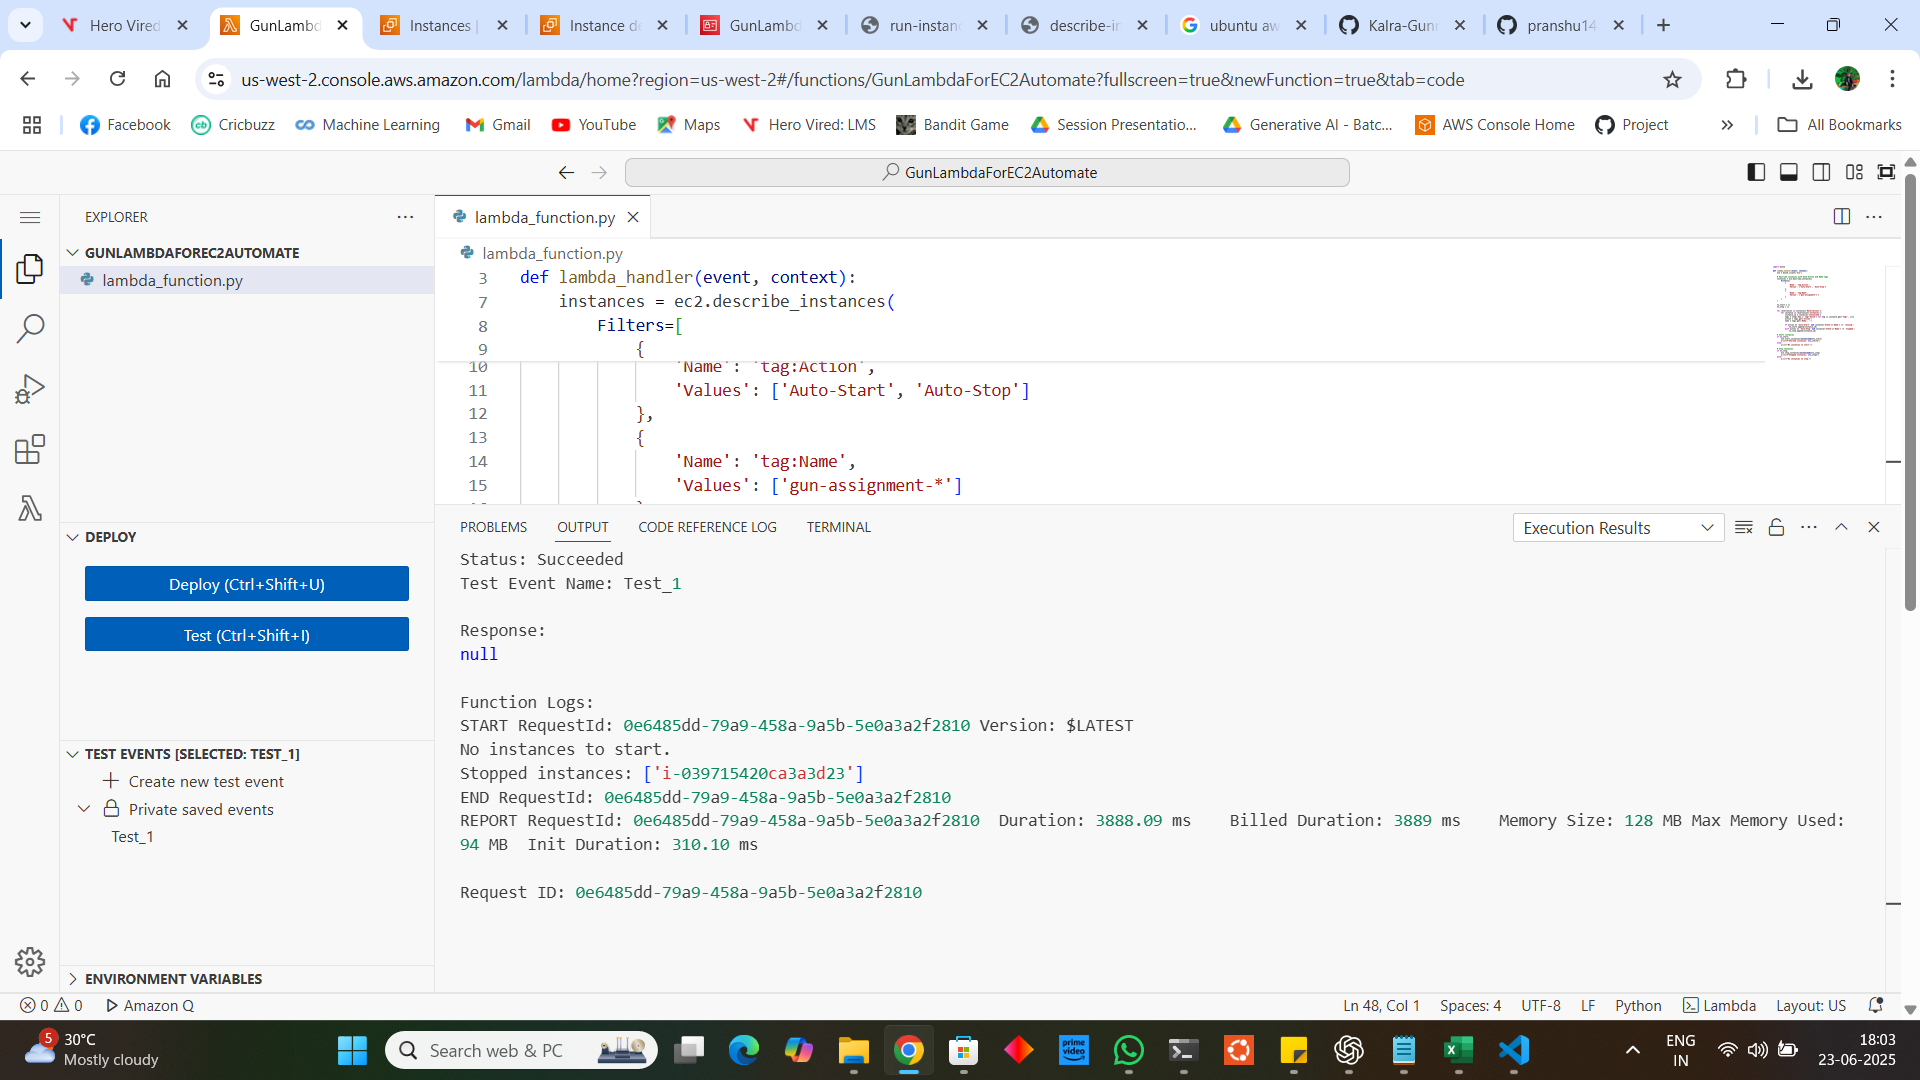 Hero Vired
GunLambd
Instances |
Instance de
GunLambd
run-instanc
describe-in
ubuntu aw
Kalra-Gunn
pranshu14
us-west-2.console.aws.amazon.com/lambda/home?region=us-west-2#/functions/GunLambdaForEC2Automate?fullscreen=true&newFunction=true&tab=code
Facebook
Cricbuzz
Machine Learning
Gmail
YouTube
Maps
Hero Vired: LMS
Bandit Game
Session Presentatio...
Generative AI - Batc...
AWS Console Home
Project
All Bookmarks
GunLambdaForEC2Automate
EXPLORER
GUNLAMBDAFOREC2AUTOMATE
lambda_function.py
DEPLOY
Deploy (Ctrl+Shift+U)
Test (Ctrl+Shift+I)
TEST EVENTS [SELECTED: TEST_1]
Create new test event
Private saved events
Test_1
ENVIRONMENT VARIABLES
lambda_function.py
lambda_function.py
3 def lambda_handler(event, context):
7 instances = ec2.describe_instances(
8 Filters=[
9 {
10 'Name': 'tag:Action',
11 'Values': ['Auto-Start', 'Auto-Stop']
12 },
13 {
14 'Name': 'tag:Name',
15 'Values': ['gun-assignment-*']
PROBLEMS OUTPUT CODE REFERENCE LOG TERMINAL
Execution Results
Status: Succeeded
Test Event Name: Test_1
Response:
null
Function Logs:
START RequestId: 0e6485dd-79a9-458a-9a5b-5e0a3a2f2810 Version: $LATEST
No instances to start.
Stopped instances: ['i-039715420ca3a3d23']
END RequestId: 0e6485dd-79a9-458a-9a5b-5e0a3a2f2810
REPORT RequestId: 0e6485dd-79a9-458a-9a5b-5e0a3a2f2810 Duration: 3888.09 ms Billed Duration: 3889 ms Memory Size: 128 MB Max Memory Used:
94 MB Init Duration: 310.10 ms
Request ID: 0e6485dd-79a9-458a-9a5b-5e0a3a2f2810
0 0 Amazon Q
Ln 48, Col 1 Spaces: 4 UTF-8 LF Python Lambda Layout: US
5
30°C
Mostly cloudy
Search web & PC
prime video
ENG
IN
18:03
23-06-2025